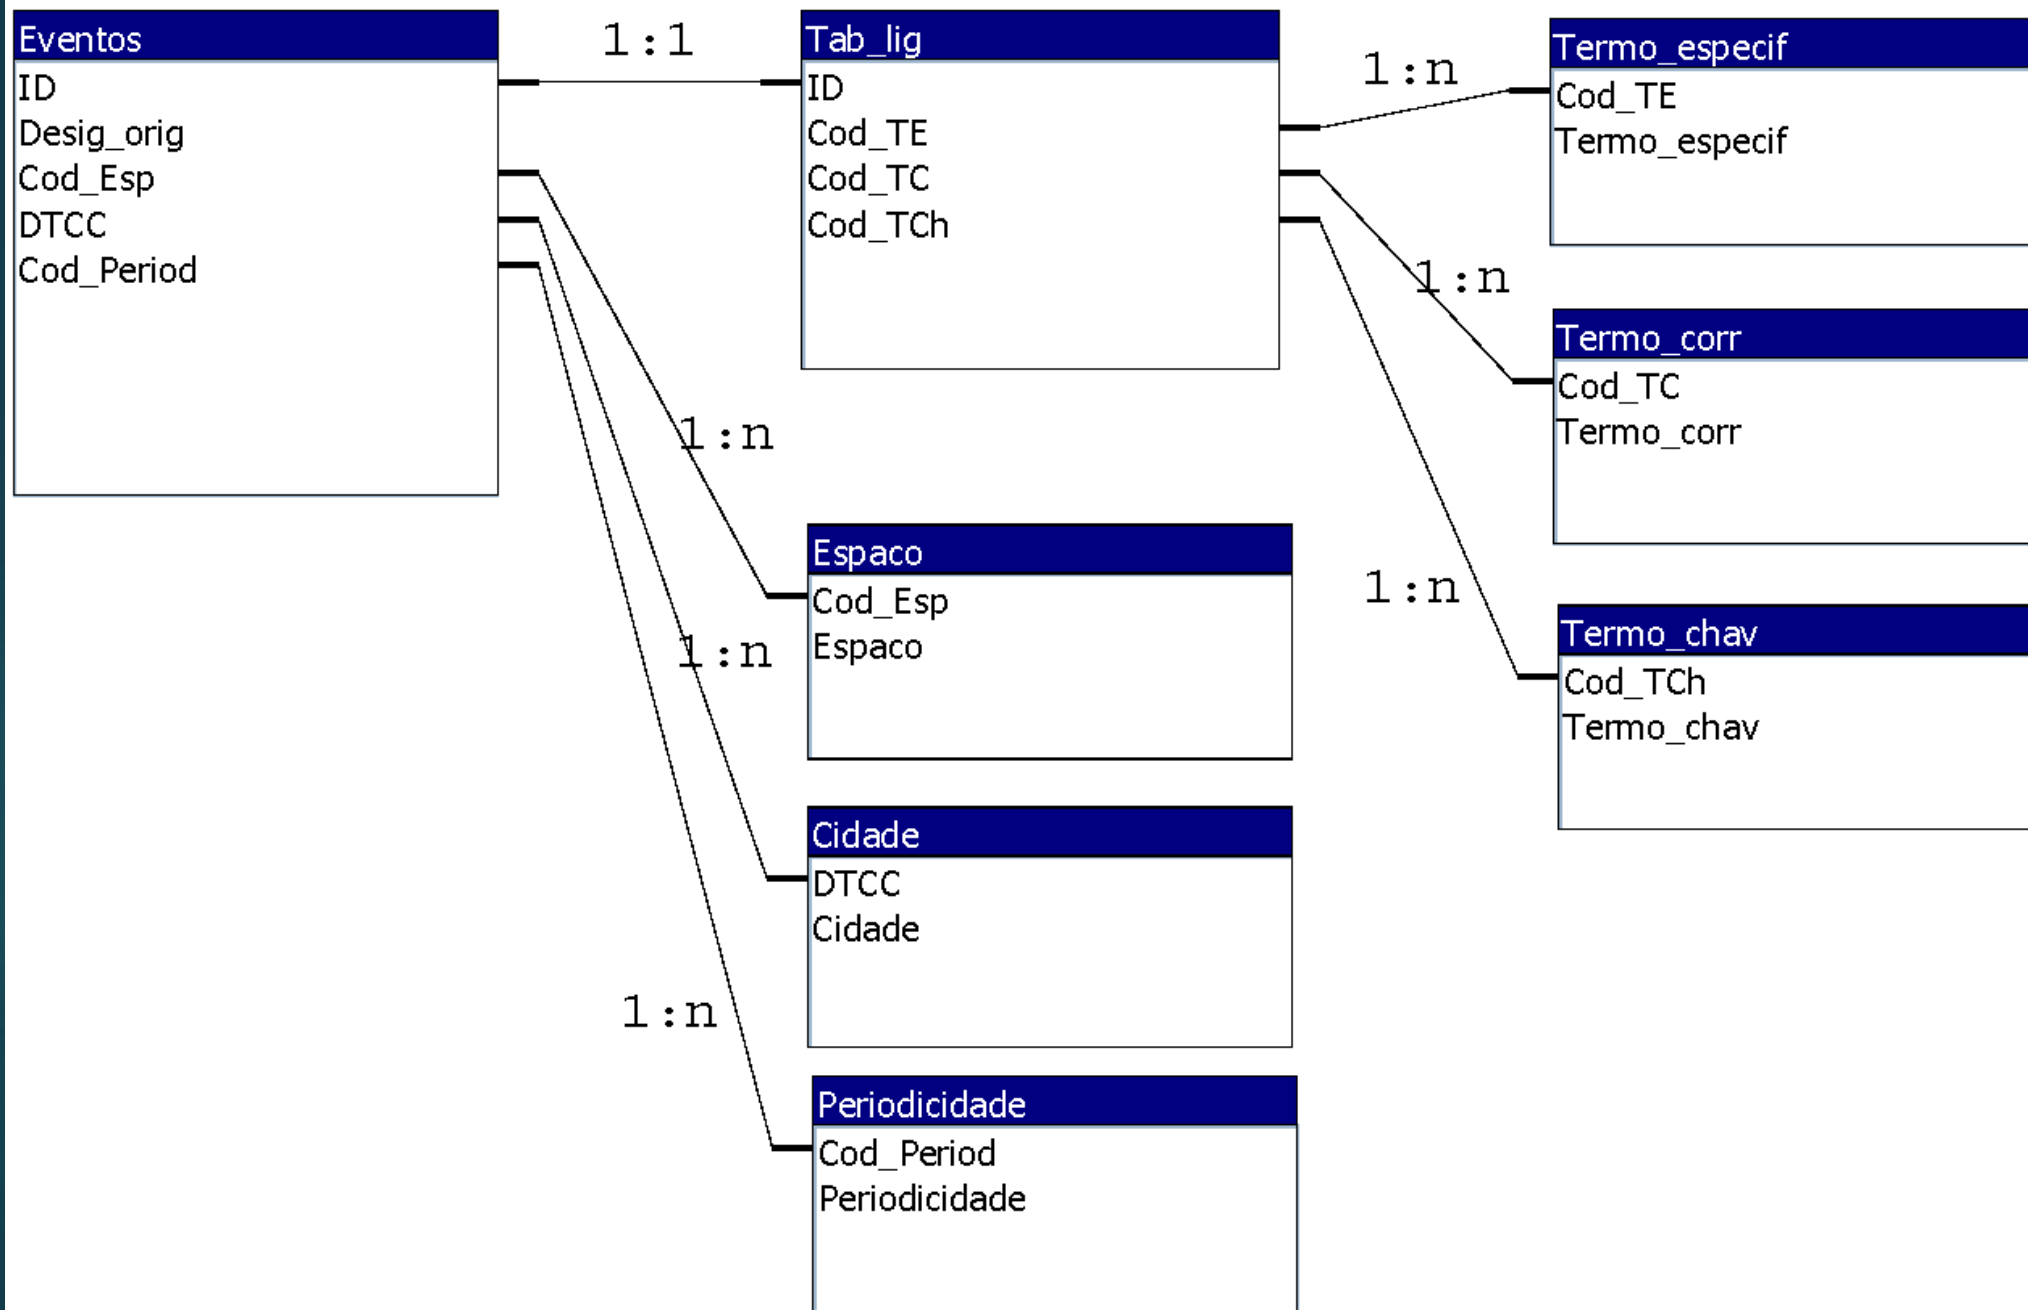 Eventos
ID
Desig_orig
Cod_Esp
DTCC
Cod_Period
1:1
Tab_lig
ID
Cod_TE
Cod_TC
Cod_TCh
1:n
Termo_especif
Cod_TE
Termo_especif
1:n
Termo_corr
Cod_TC
Termo_corr
1:n
Termo_chav
Cod_TCh
Termo_chav
1:n
Espaco
Cod_Esp
Espaco
1:n
Cidade
DTCC
Cidade
1:n
Periodicidade
Cod_Period
Periodicidade